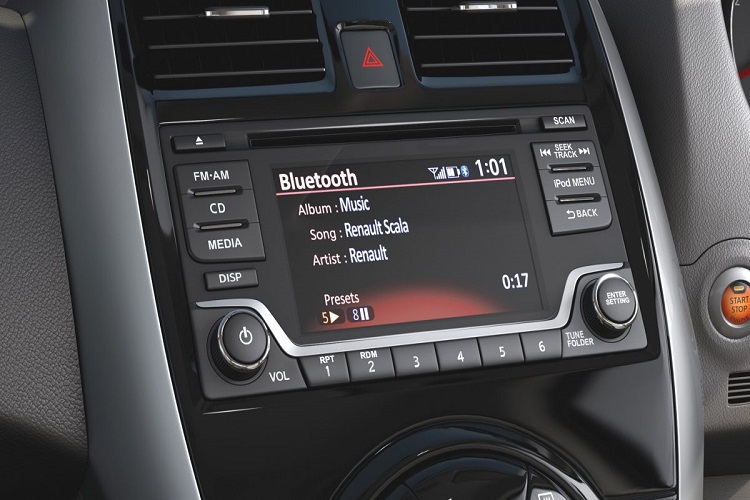 SCAN
FM·AM
CD
MEDIA
DISP
SEEK
TRACK
iPod MENU
BACK
Bluetooth 1:01
Album : Music
Song : Renault Scala
Artist : Renault
0:17
Presets
5 8
VOL
RPT
1
RDM
2
3
4
5
6
TUNE
FOLDER
ENTER
SETTING
START
STOP